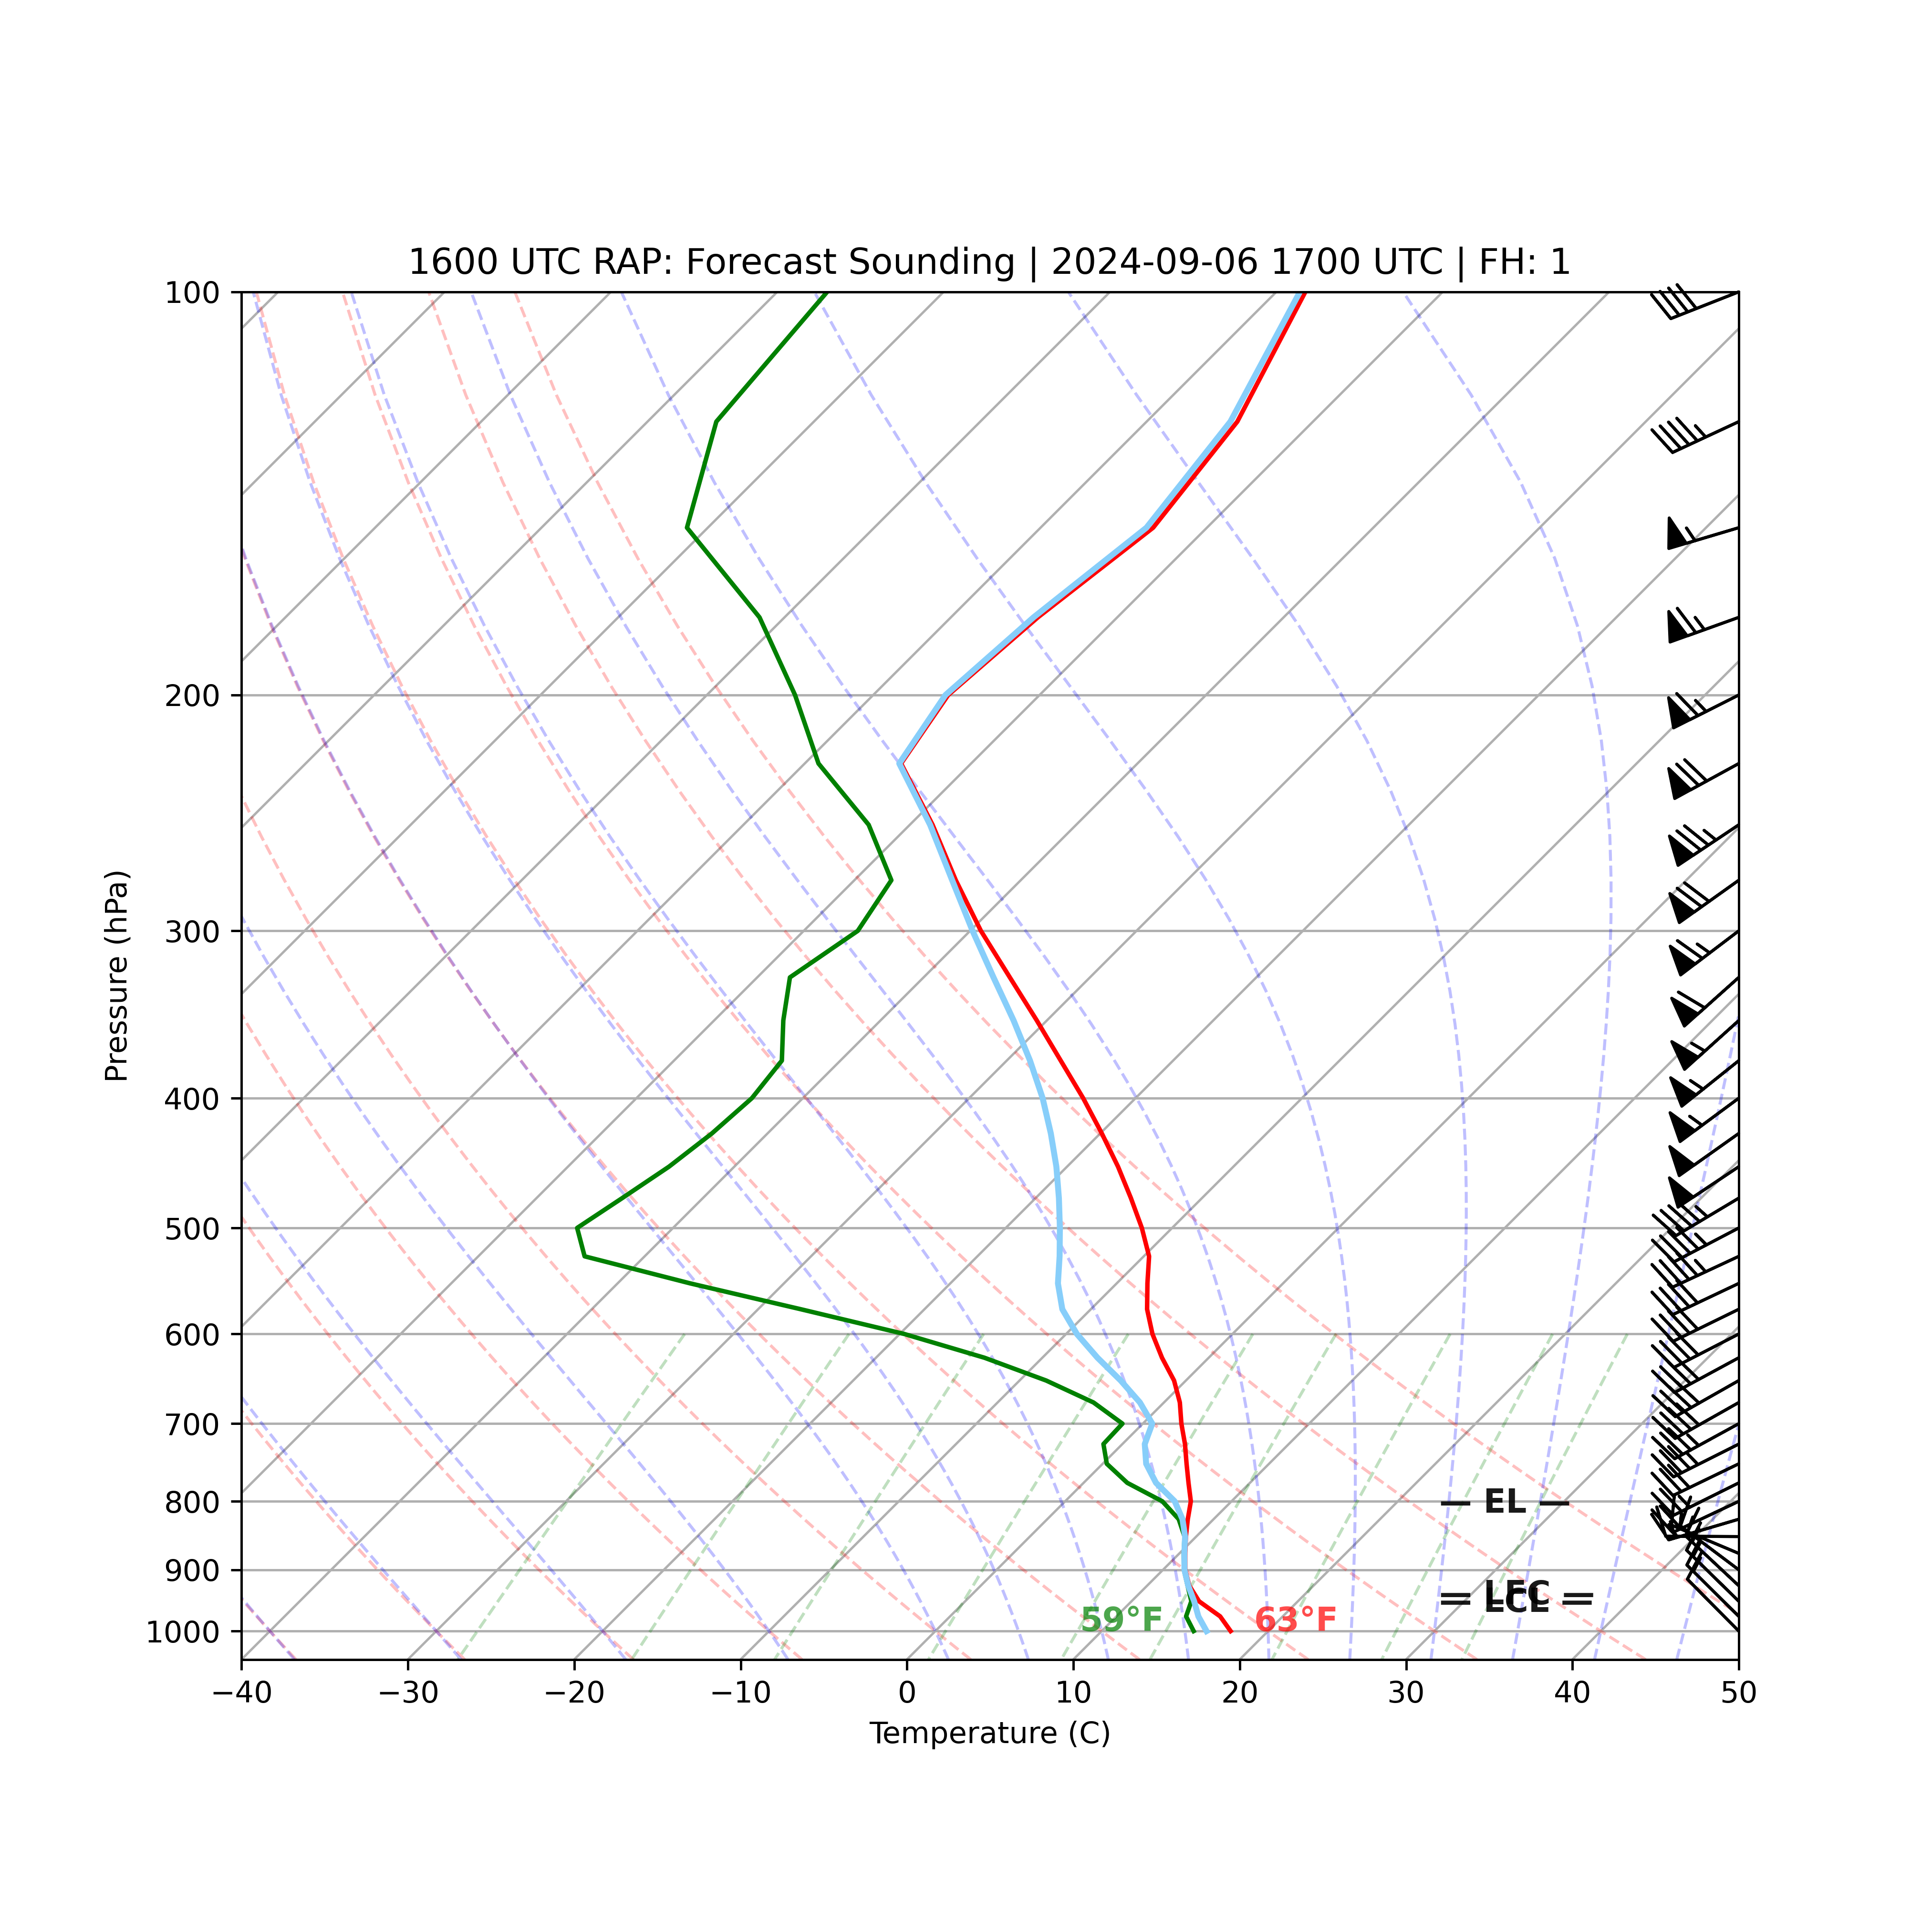 1600 UTC RAP: Forecast Sounding | 2024-09-06 1700 UTC | FH: 1
100
200
300
400
500
600
700
800
900
1000
Pressure (hPa)
— EL —
— LFC —
— LCL —
59°F
63°F
−40 −30 −20 −10 0 10 20 30 40 50
Temperature (C)